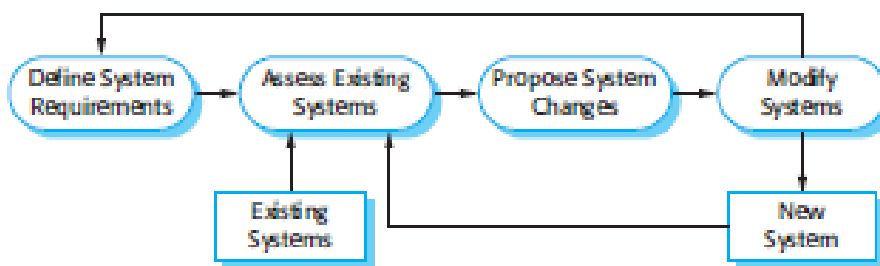 Define System
Requirements
Assess Existing
Systems
Propose System
Changes
Modify
Systems
Existing
Systems
New
System